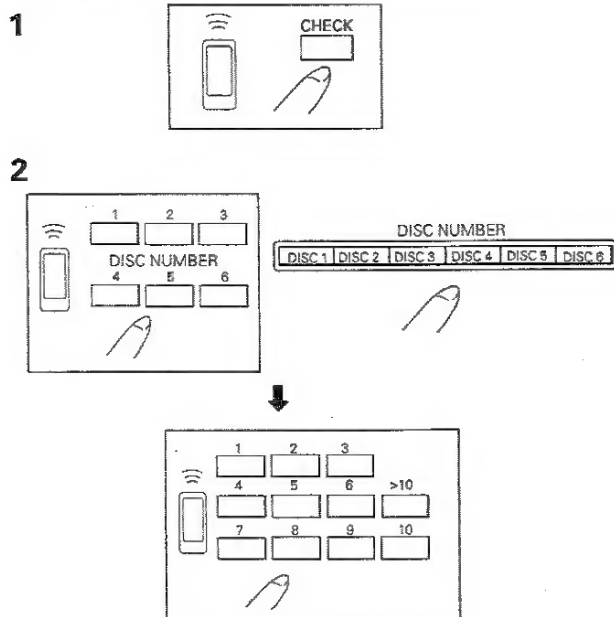 1
CHECK
2
1 2 3
DISC NUMBER
4 5 6
DISC NUMBER
DISC 1 DISC 2 DISC 3 DISC 4 DISC 5 DISC 6
1 2 3
4 5 6 >10
7 8 9 10